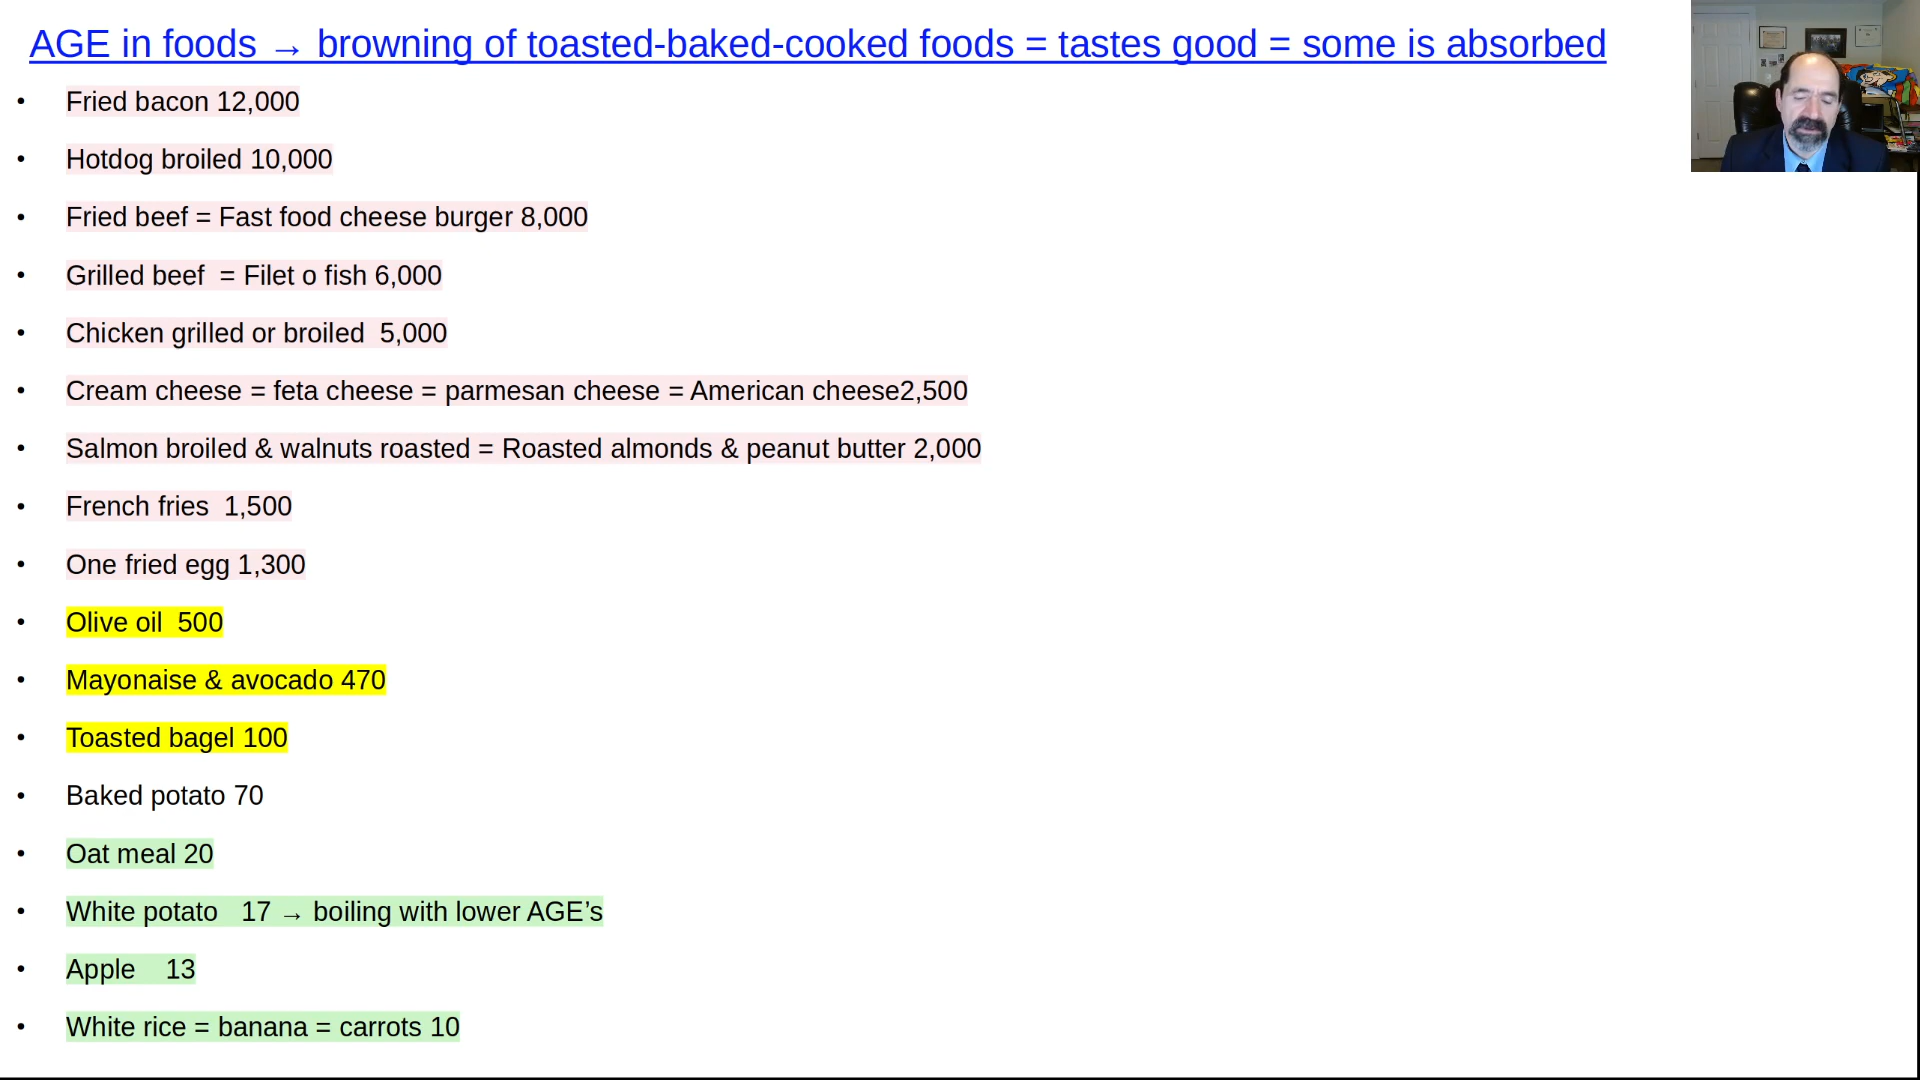 AGE in foods → browning of toasted-baked-cooked foods = tastes good = some is absorbed
• Fried bacon 12,000
• Hotdog broiled 10,000
• Fried beef = Fast food cheese burger 8,000
• Grilled beef  = Filet o fish 6,000
• Chicken grilled or broiled  5,000
• Cream cheese = feta cheese = parmesan cheese = American cheese2,500
• Salmon broiled & walnuts roasted = Roasted almonds & peanut butter 2,000
• French fries  1,500
• One fried egg 1,300
• Olive oil  500
• Mayonaise & avocado 470
• Toasted bagel 100
• Baked potato 70
• Oat meal 20
• White potato   17 → boiling with lower AGE’s
• Apple    13
• White rice = banana = carrots 10